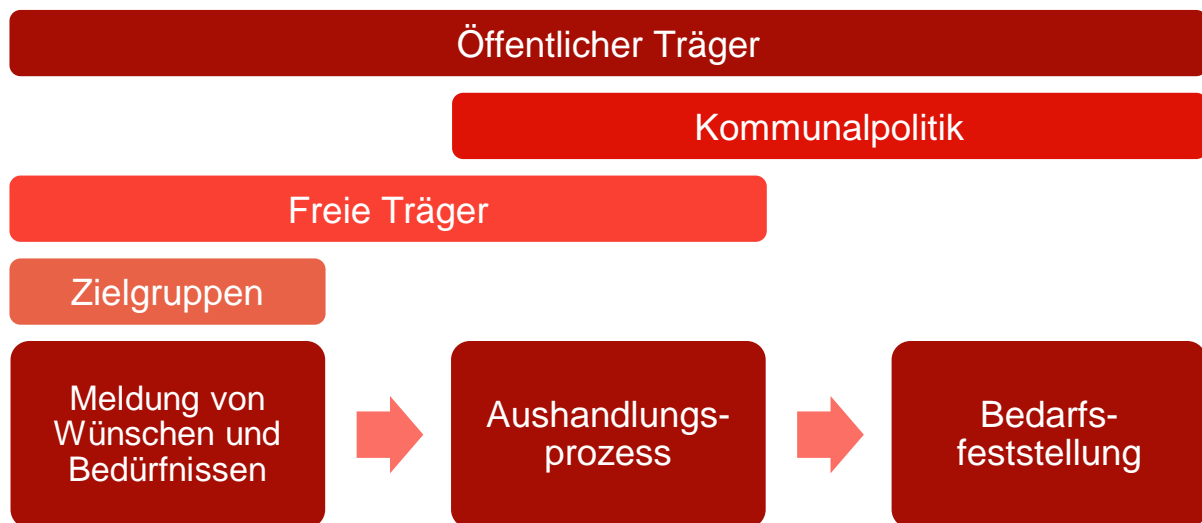 Öffentlicher Träger
Kommunalpolitik
Freie Träger
Zielgruppen
Meldung von
Wünschen und
Bedürfnissen
Aushandlungs-
prozess
Bedarfs-
feststellung